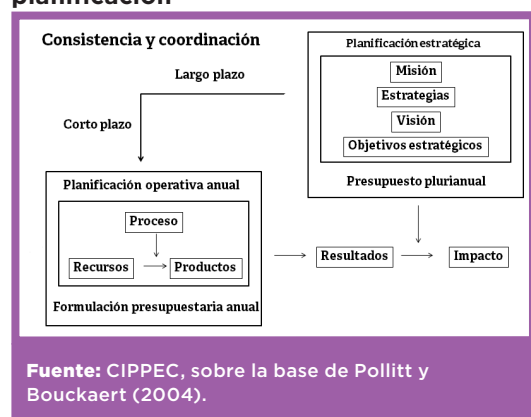 planificación
Consistencia y coordinación
Planificación estratégica
Misión
Estrategias
Visión
Objetivos estratégicos
Presupuesto plurianual
Largo plazo
Corto plazo
Planificación operativa anual
Proceso
Recursos
Productos
Formulación presupuestaria anual
Resultados
Impacto
Fuente: CIPPEC, sobre la base de Pollitt y
Bouckaert (2004).